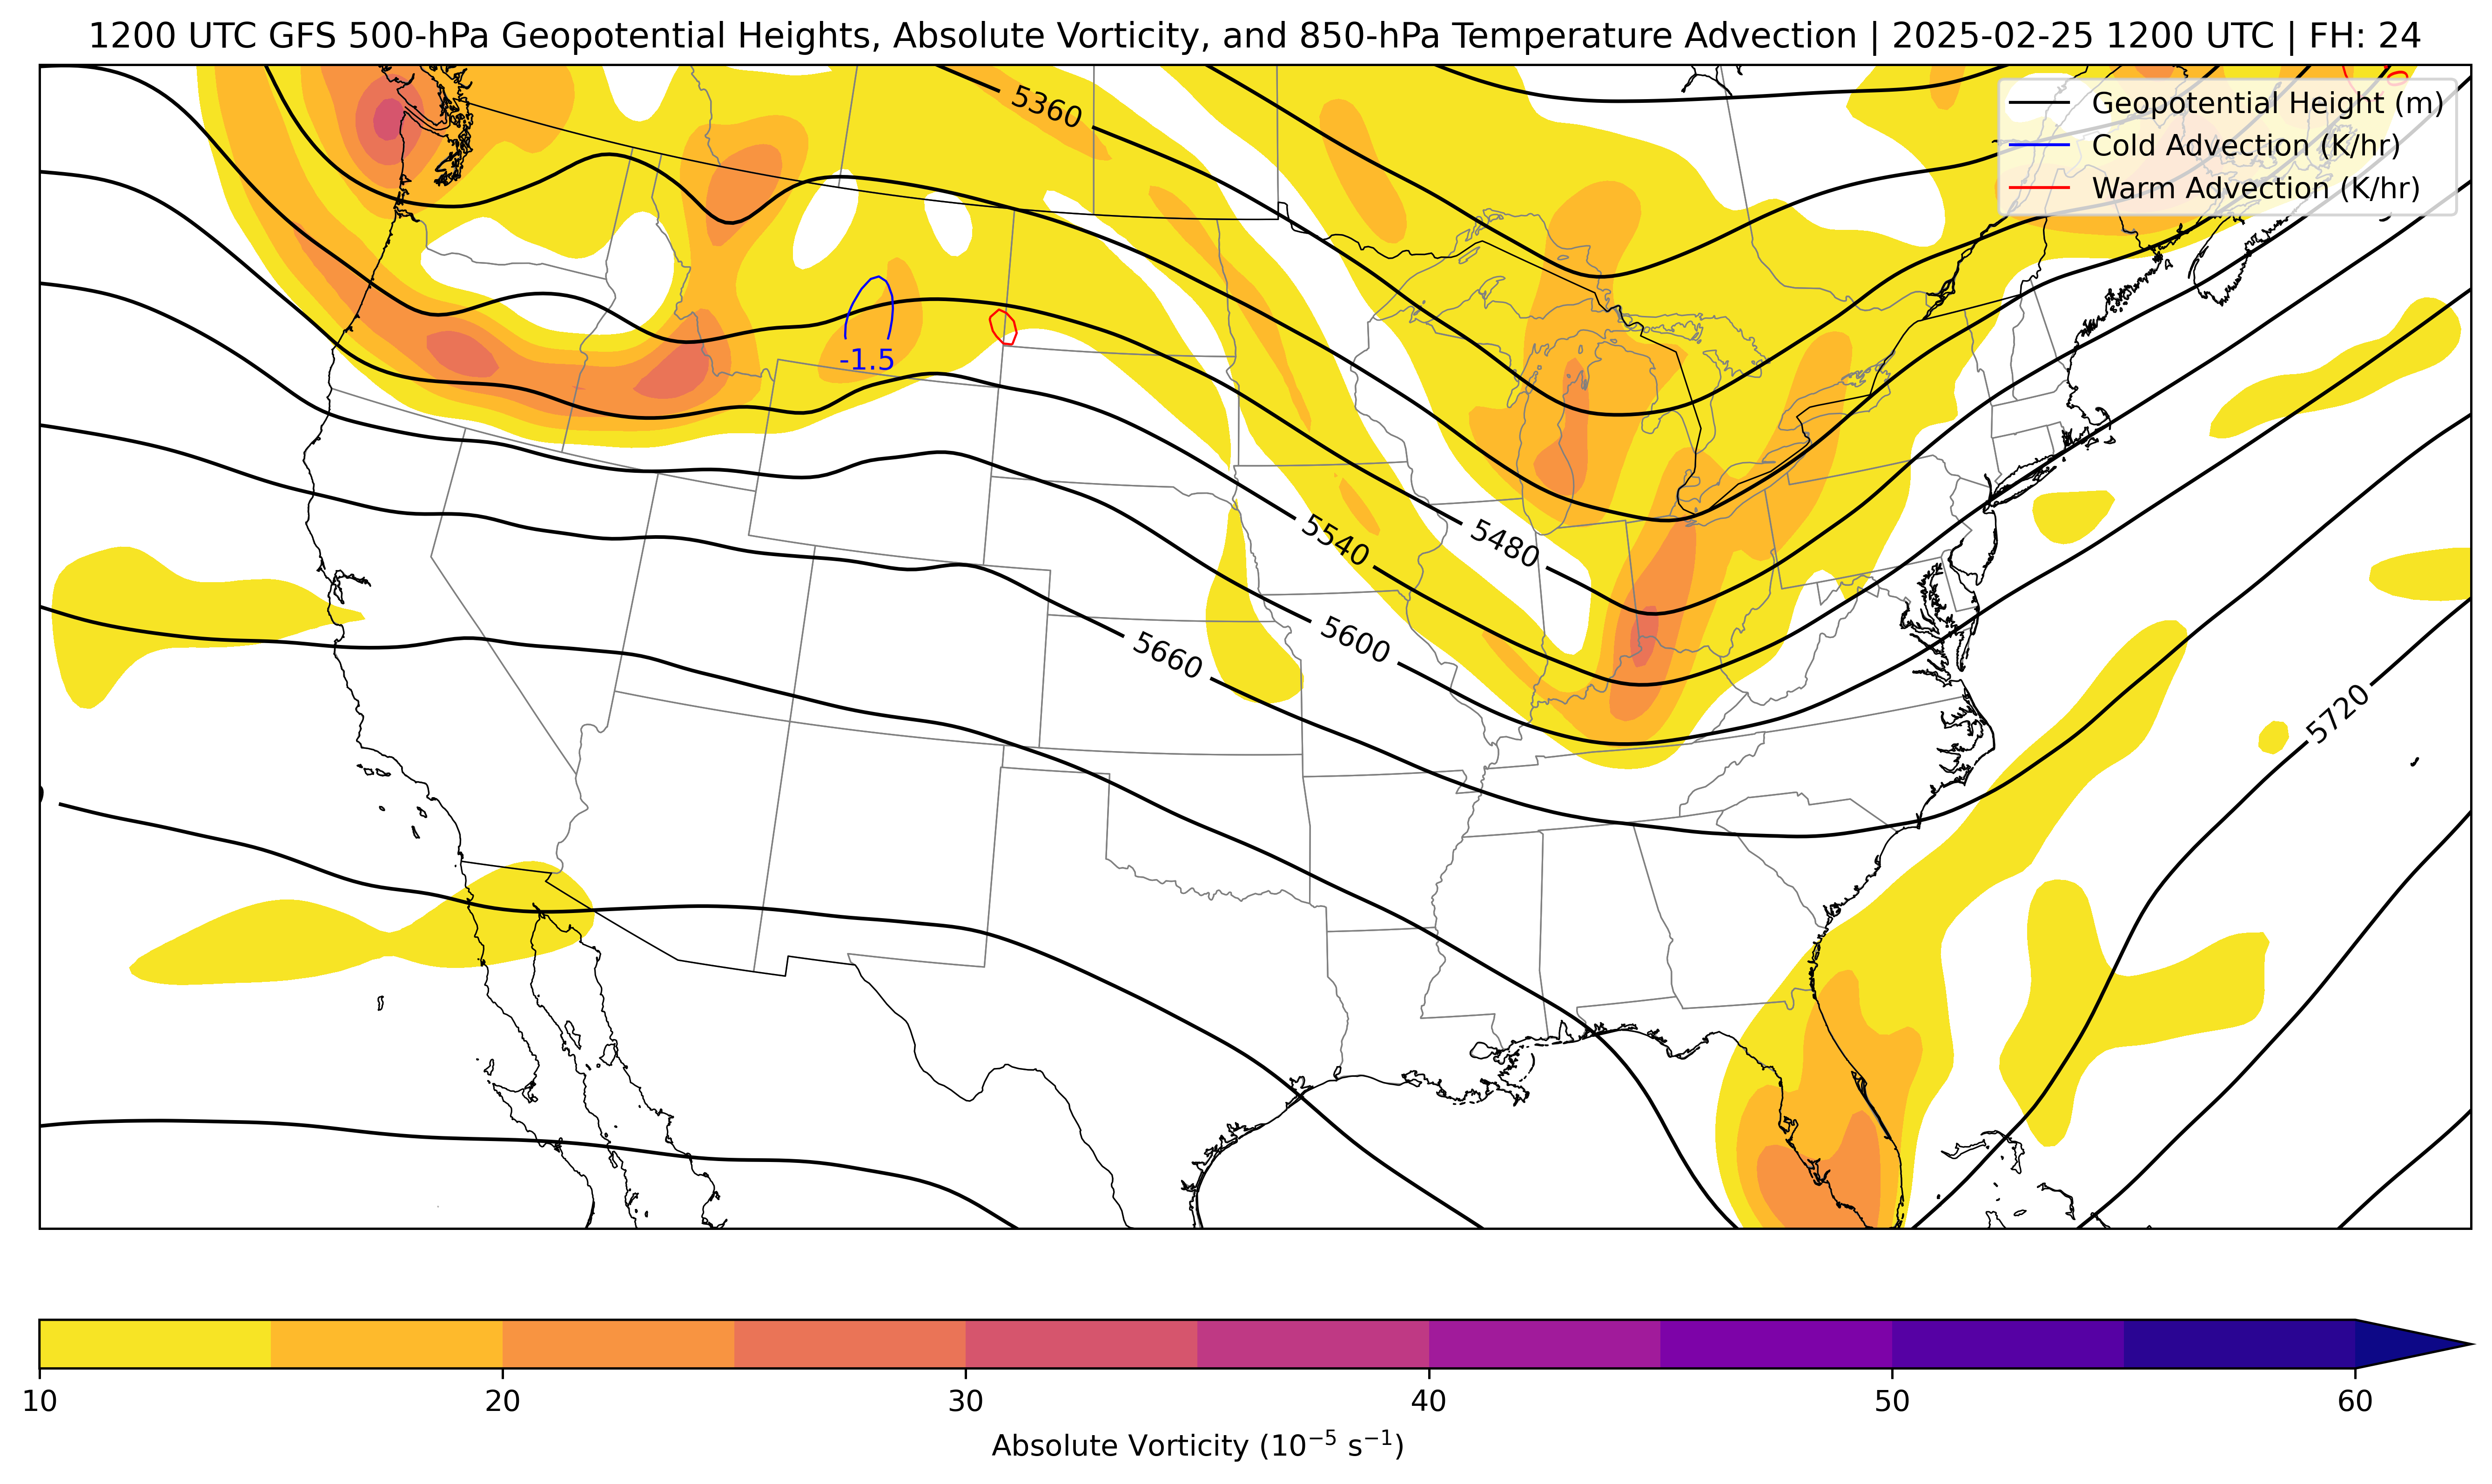 1200 UTC GFS 500-hPa Geopotential Heights, Absolute Vorticity, and 850-hPa Temperature Advection | 2025-02-25 1200 UTC | FH: 24
Geopotential Height (m)
Cold Advection (K/hr)
Warm Advection (K/hr)
5360
-1.5
5480
5540
5600
5660
5720
10 20 30 40 50 60
Absolute Vorticity (10⁻⁵ s⁻¹)